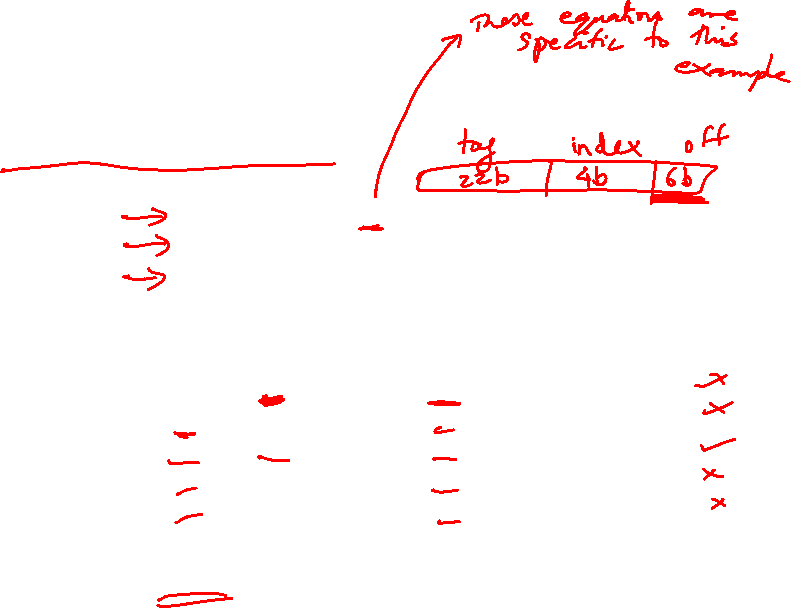 These equations are
specific to this
example
tag index off
22b 4b 6b